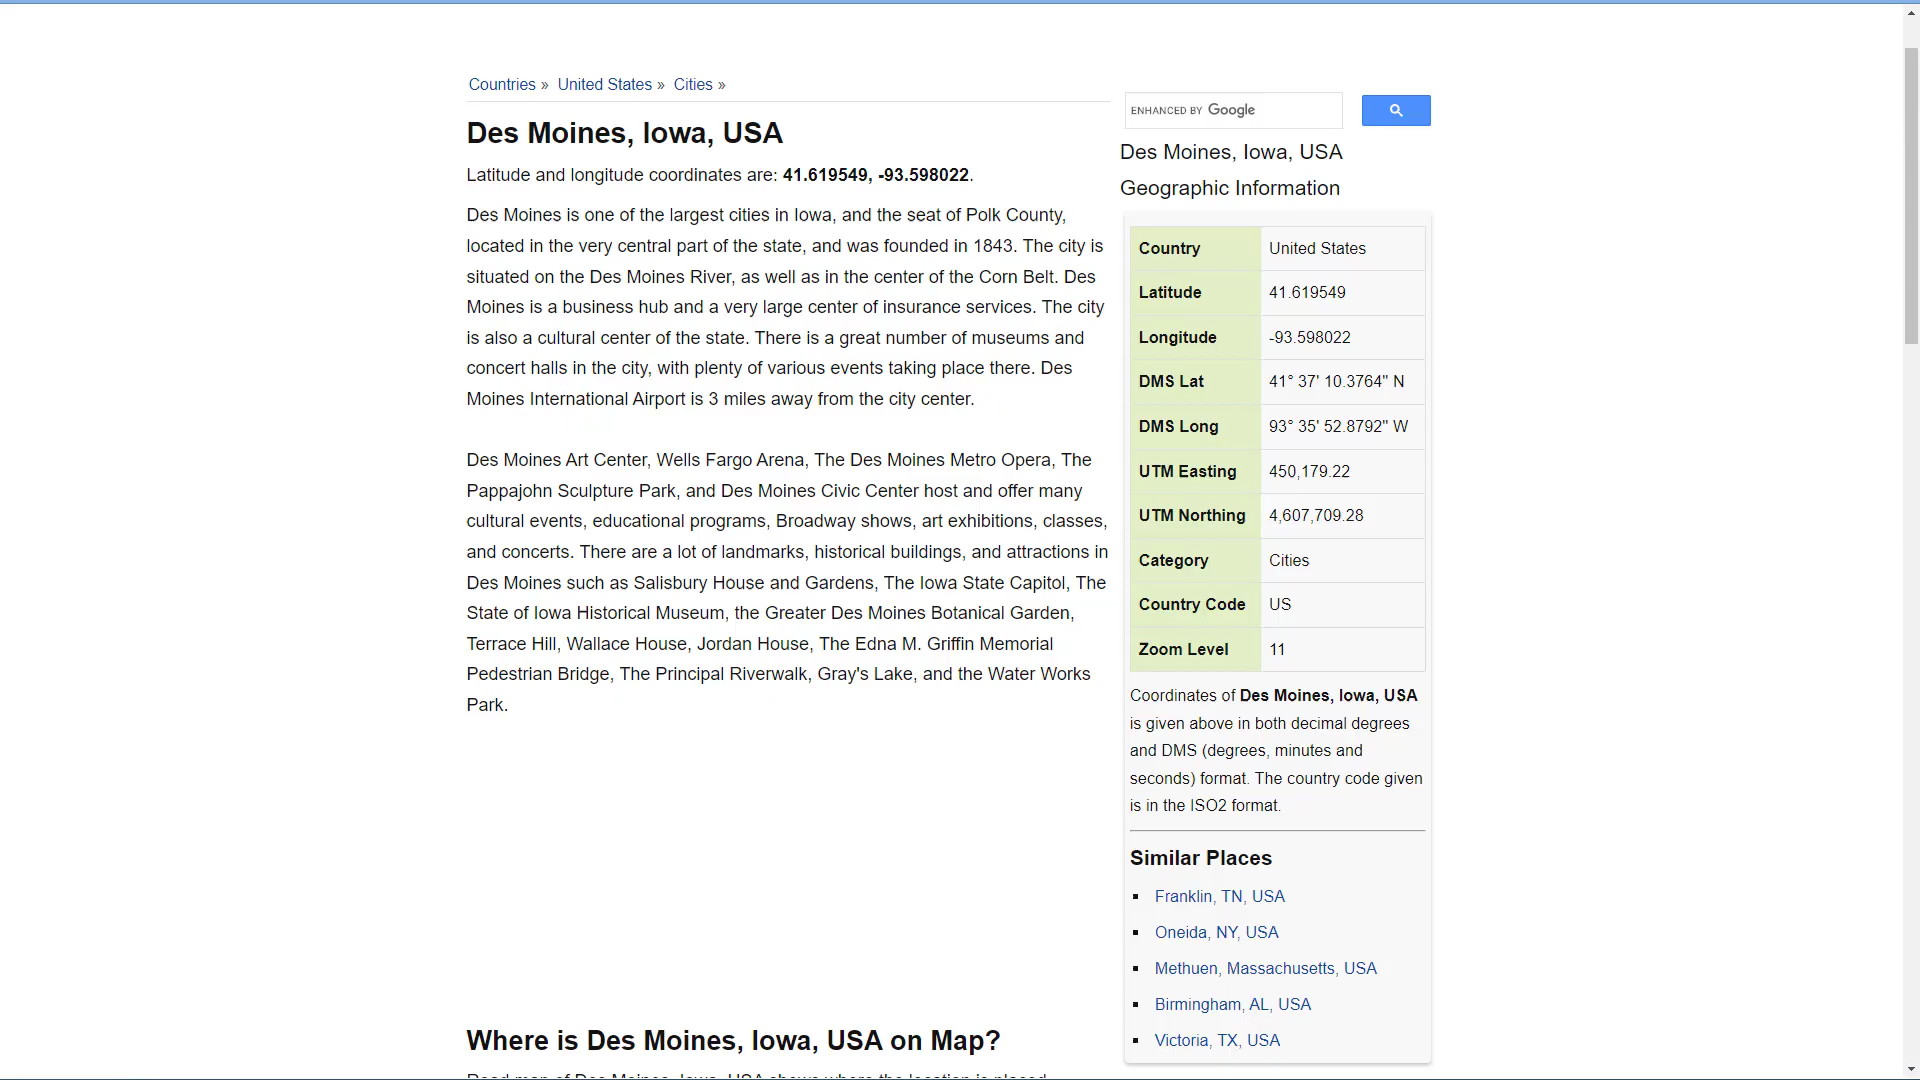 Countries » United States » Cities »
Des Moines, Iowa, USA
Latitude and longitude coordinates are: 41.619549, -93.598022.
Des Moines is one of the largest cities in Iowa, and the seat of Polk County,
located in the very central part of the state, and was founded in 1843. The city is
situated on the Des Moines River, as well as in the center of the Corn Belt. Des
Moines is a business hub and a very large center of insurance services. The city
is also a cultural center of the state. There is a great number of museums and
concert halls in the city, with plenty of various events taking place there. Des
Moines International Airport is 3 miles away from the city center.
Des Moines Art Center, Wells Fargo Arena, The Des Moines Metro Opera, The
Pappajohn Sculpture Park, and Des Moines Civic Center host and offer many
cultural events, educational programs, Broadway shows, art exhibitions, classes,
and concerts. There are a lot of landmarks, historical buildings, and attractions in
Des Moines such as Salisbury House and Gardens, The Iowa State Capitol, The
State of Iowa Historical Museum, the Greater Des Moines Botanical Garden,
Terrace Hill, Wallace House, Jordan House, The Edna M. Griffin Memorial
Pedestrian Bridge, The Principal Riverwalk, Gray's Lake, and the Water Works
Park.
Where is Des Moines, Iowa, USA on Map?
Road map of Des Moines, Iowa, USA shows where the location is placed.
ENHANCED BY Google
Des Moines, Iowa, USA
Geographic Information
Country United States
Latitude 41.619549
Longitude -93.598022
DMS Lat 41° 37' 10.3764" N
DMS Long 93° 35' 52.8792" W
UTM Easting 450,179.22
UTM Northing 4,607,709.28
Category Cities
Country Code US
Zoom Level 11
Coordinates of Des Moines, Iowa, USA
is given above in both decimal degrees
and DMS (degrees, minutes and
seconds) format. The country code given
is in the ISO2 format.
Similar Places
Franklin, TN, USA
Oneida, NY, USA
Methuen, Massachusetts, USA
Birmingham, AL, USA
Victoria, TX, USA